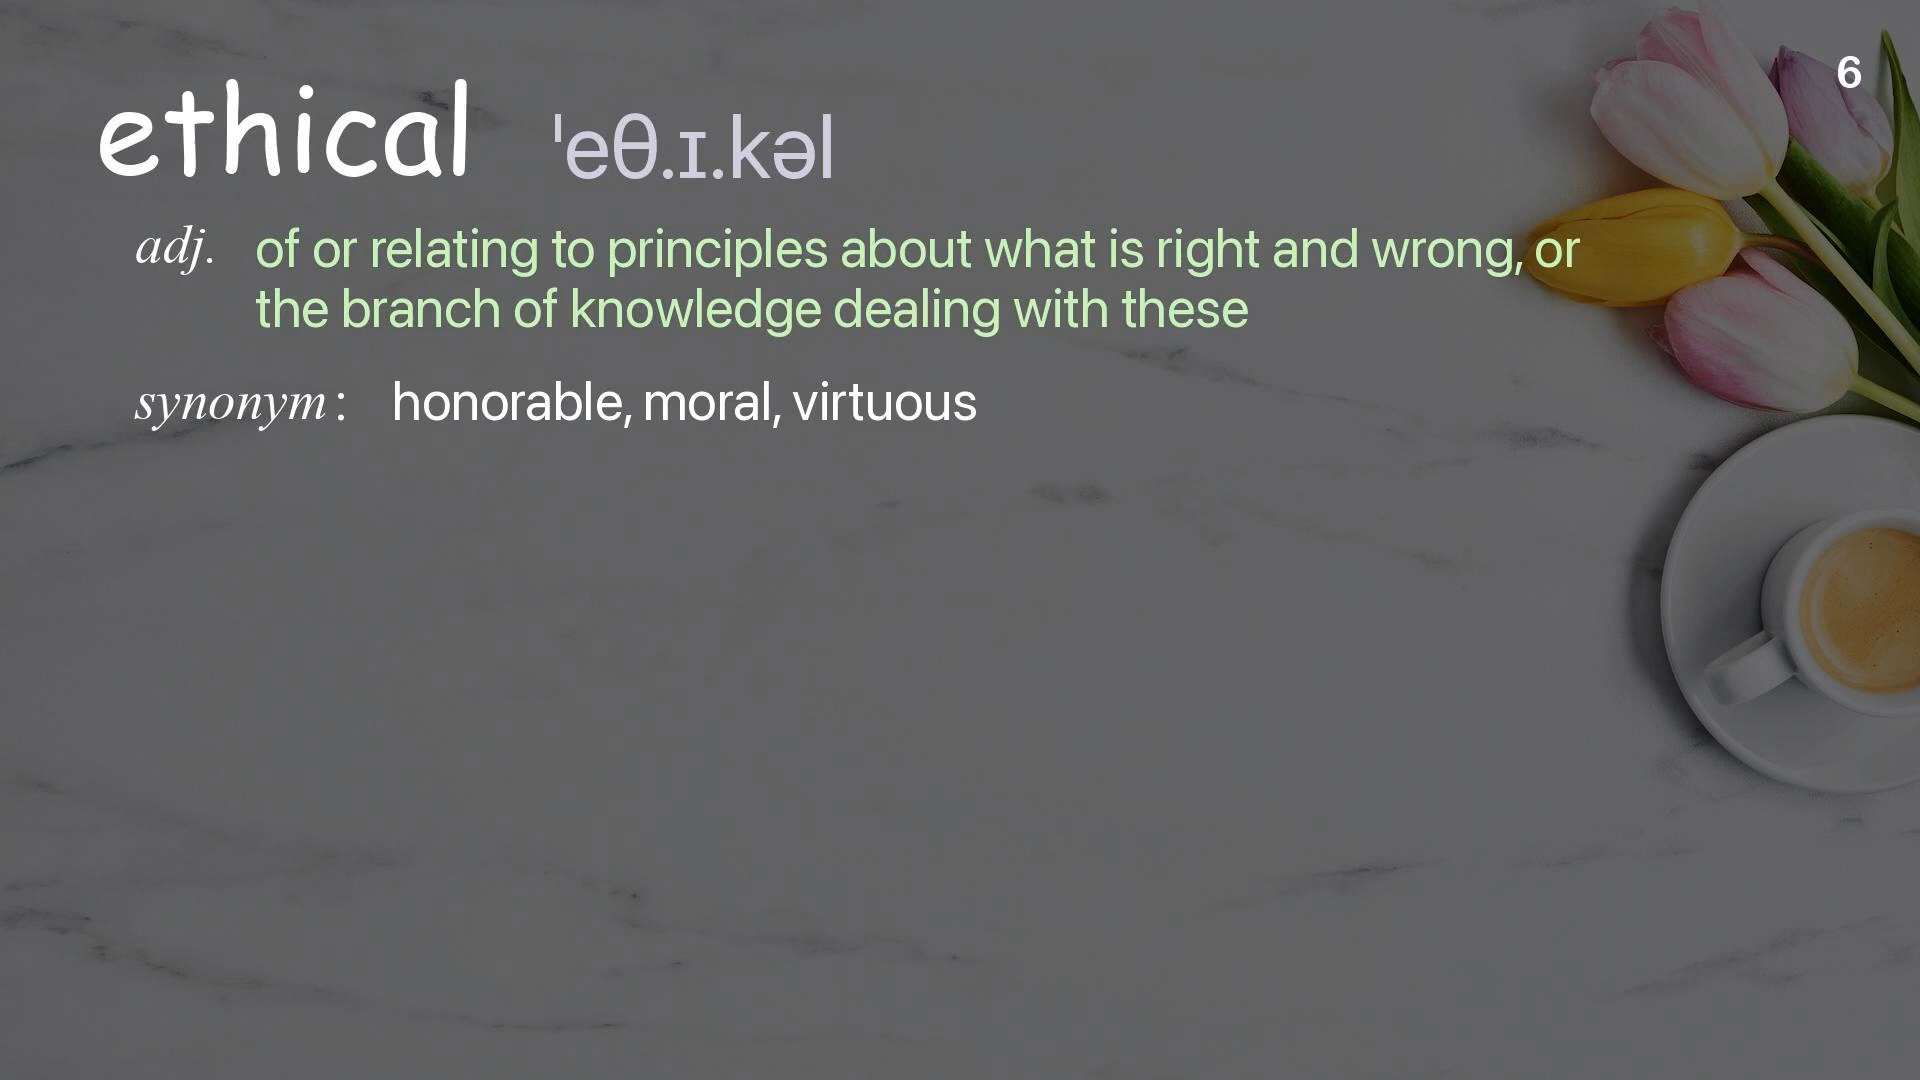 6
ethical ˈeθ.ɪ.kəl
adj. of or relating to principles about what is right and wrong, or
the branch of knowledge dealing with these
synonym: honorable, moral, virtuous